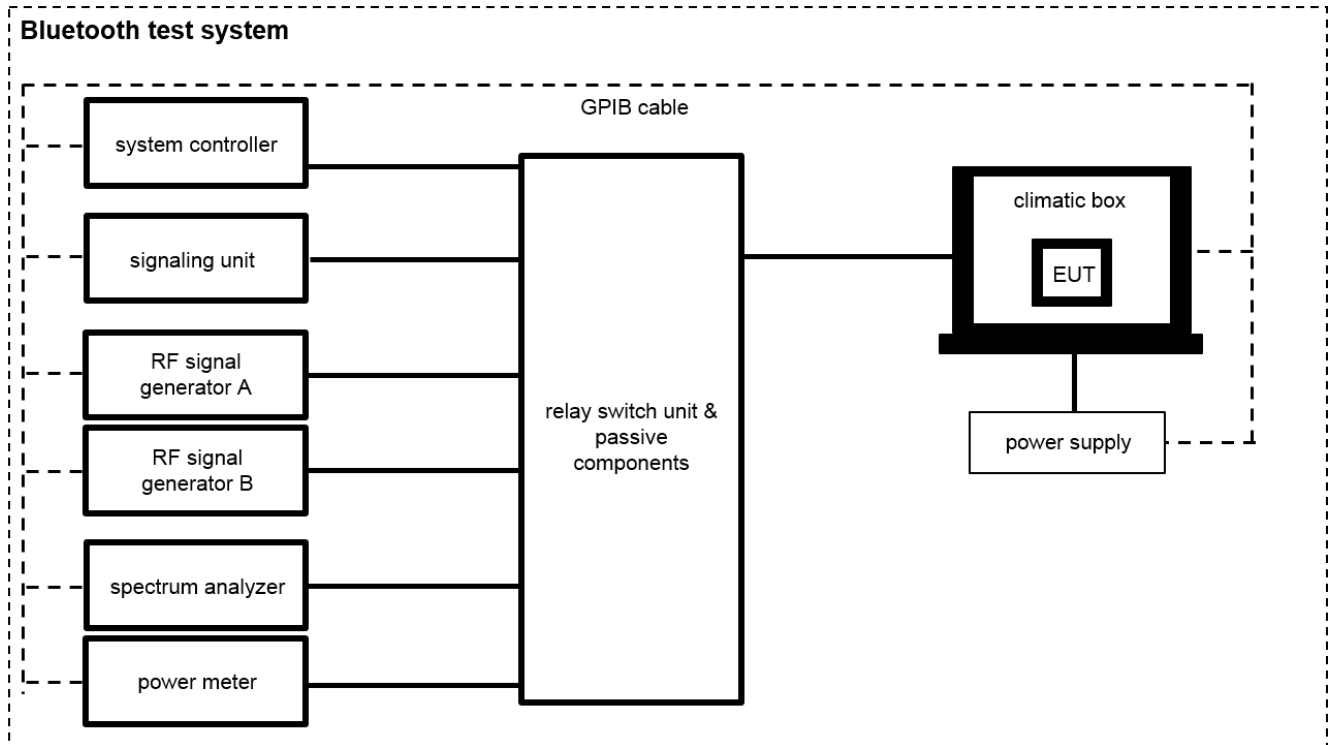 Bluetooth test system
GPIB cable
system controller
signaling unit
RF signal
generator A
RF signal
generator B
spectrum analyzer
power meter
relay switch unit &
passive
components
climatic box
EUT
power supply